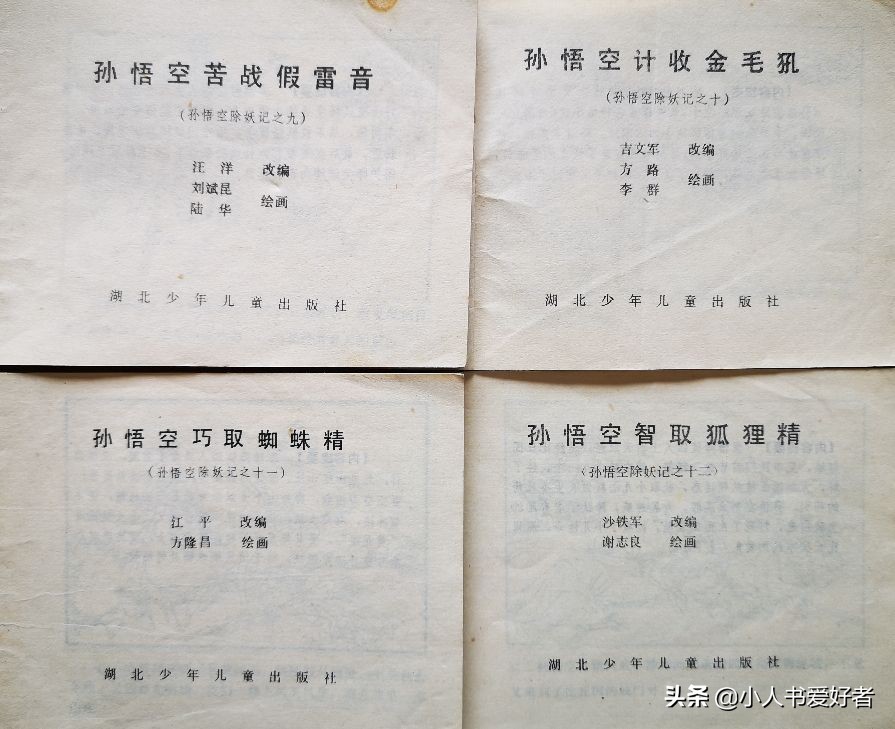 孙悟空苦战假雷音
(孙悟空除妖记之九)
汪洋 改编
刘斌昆
陆华 绘画
湖北少年儿童出版社
孙悟空计收金毛犼
(孙悟空除妖记之十)
吉文军 改编
方路
李群 绘画
湖北少年儿童出版社
孙悟空巧取蜘蛛精
(孙悟空除妖记之十一)
江平 改编
方隆昌 绘画
湖北少年儿童出版社
孙悟空智取狐狸精
(孙悟空除妖记之十二)
沙铁军 改编
谢志良 绘画
湖北少年儿童出版社
头条 @小人书爱好者